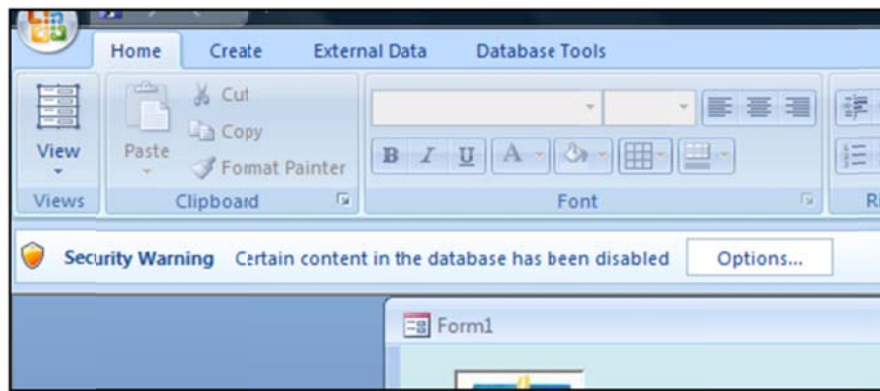 Home Create External Data Database Tools
View
Paste
Cut
Copy
Format Painter
B I U A
Views Clipboard Font
Security Warning Certain content in the database has been disabled Options...
Form1